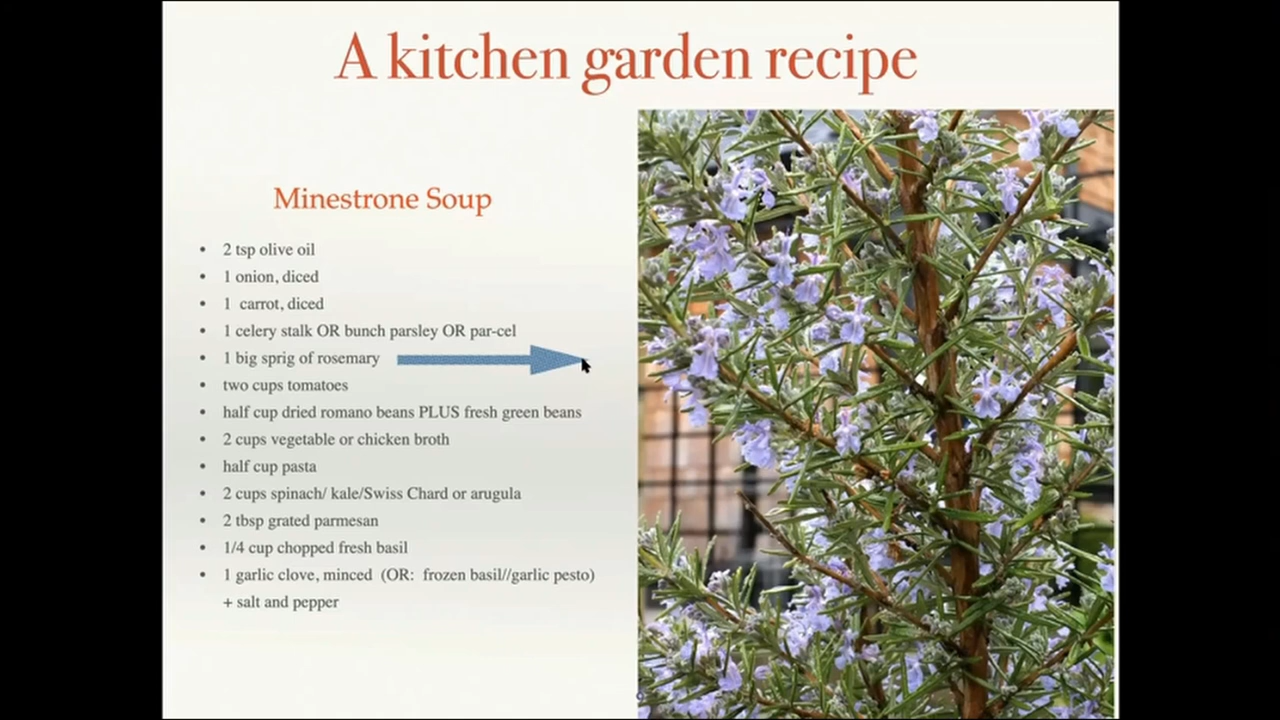 A kitchen garden recipe
Minestrone Soup
• 2 tsp olive oil
• 1 onion, diced
• 1 carrot, diced
• 1 celery stalk OR bunch parsley OR par-cel
• 1 big sprig of rosemary
• two cups tomatoes
• half cup dried romano beans PLUS fresh green beans
• 2 cups vegetable or chicken broth
• half cup pasta
• 2 cups spinach/ kale/Swiss Chard or arugula
• 2 tbsp grated parmesan
• 1/4 cup chopped fresh basil
• 1 garlic clove, minced (OR: frozen basil//garlic pesto)
+ salt and pepper